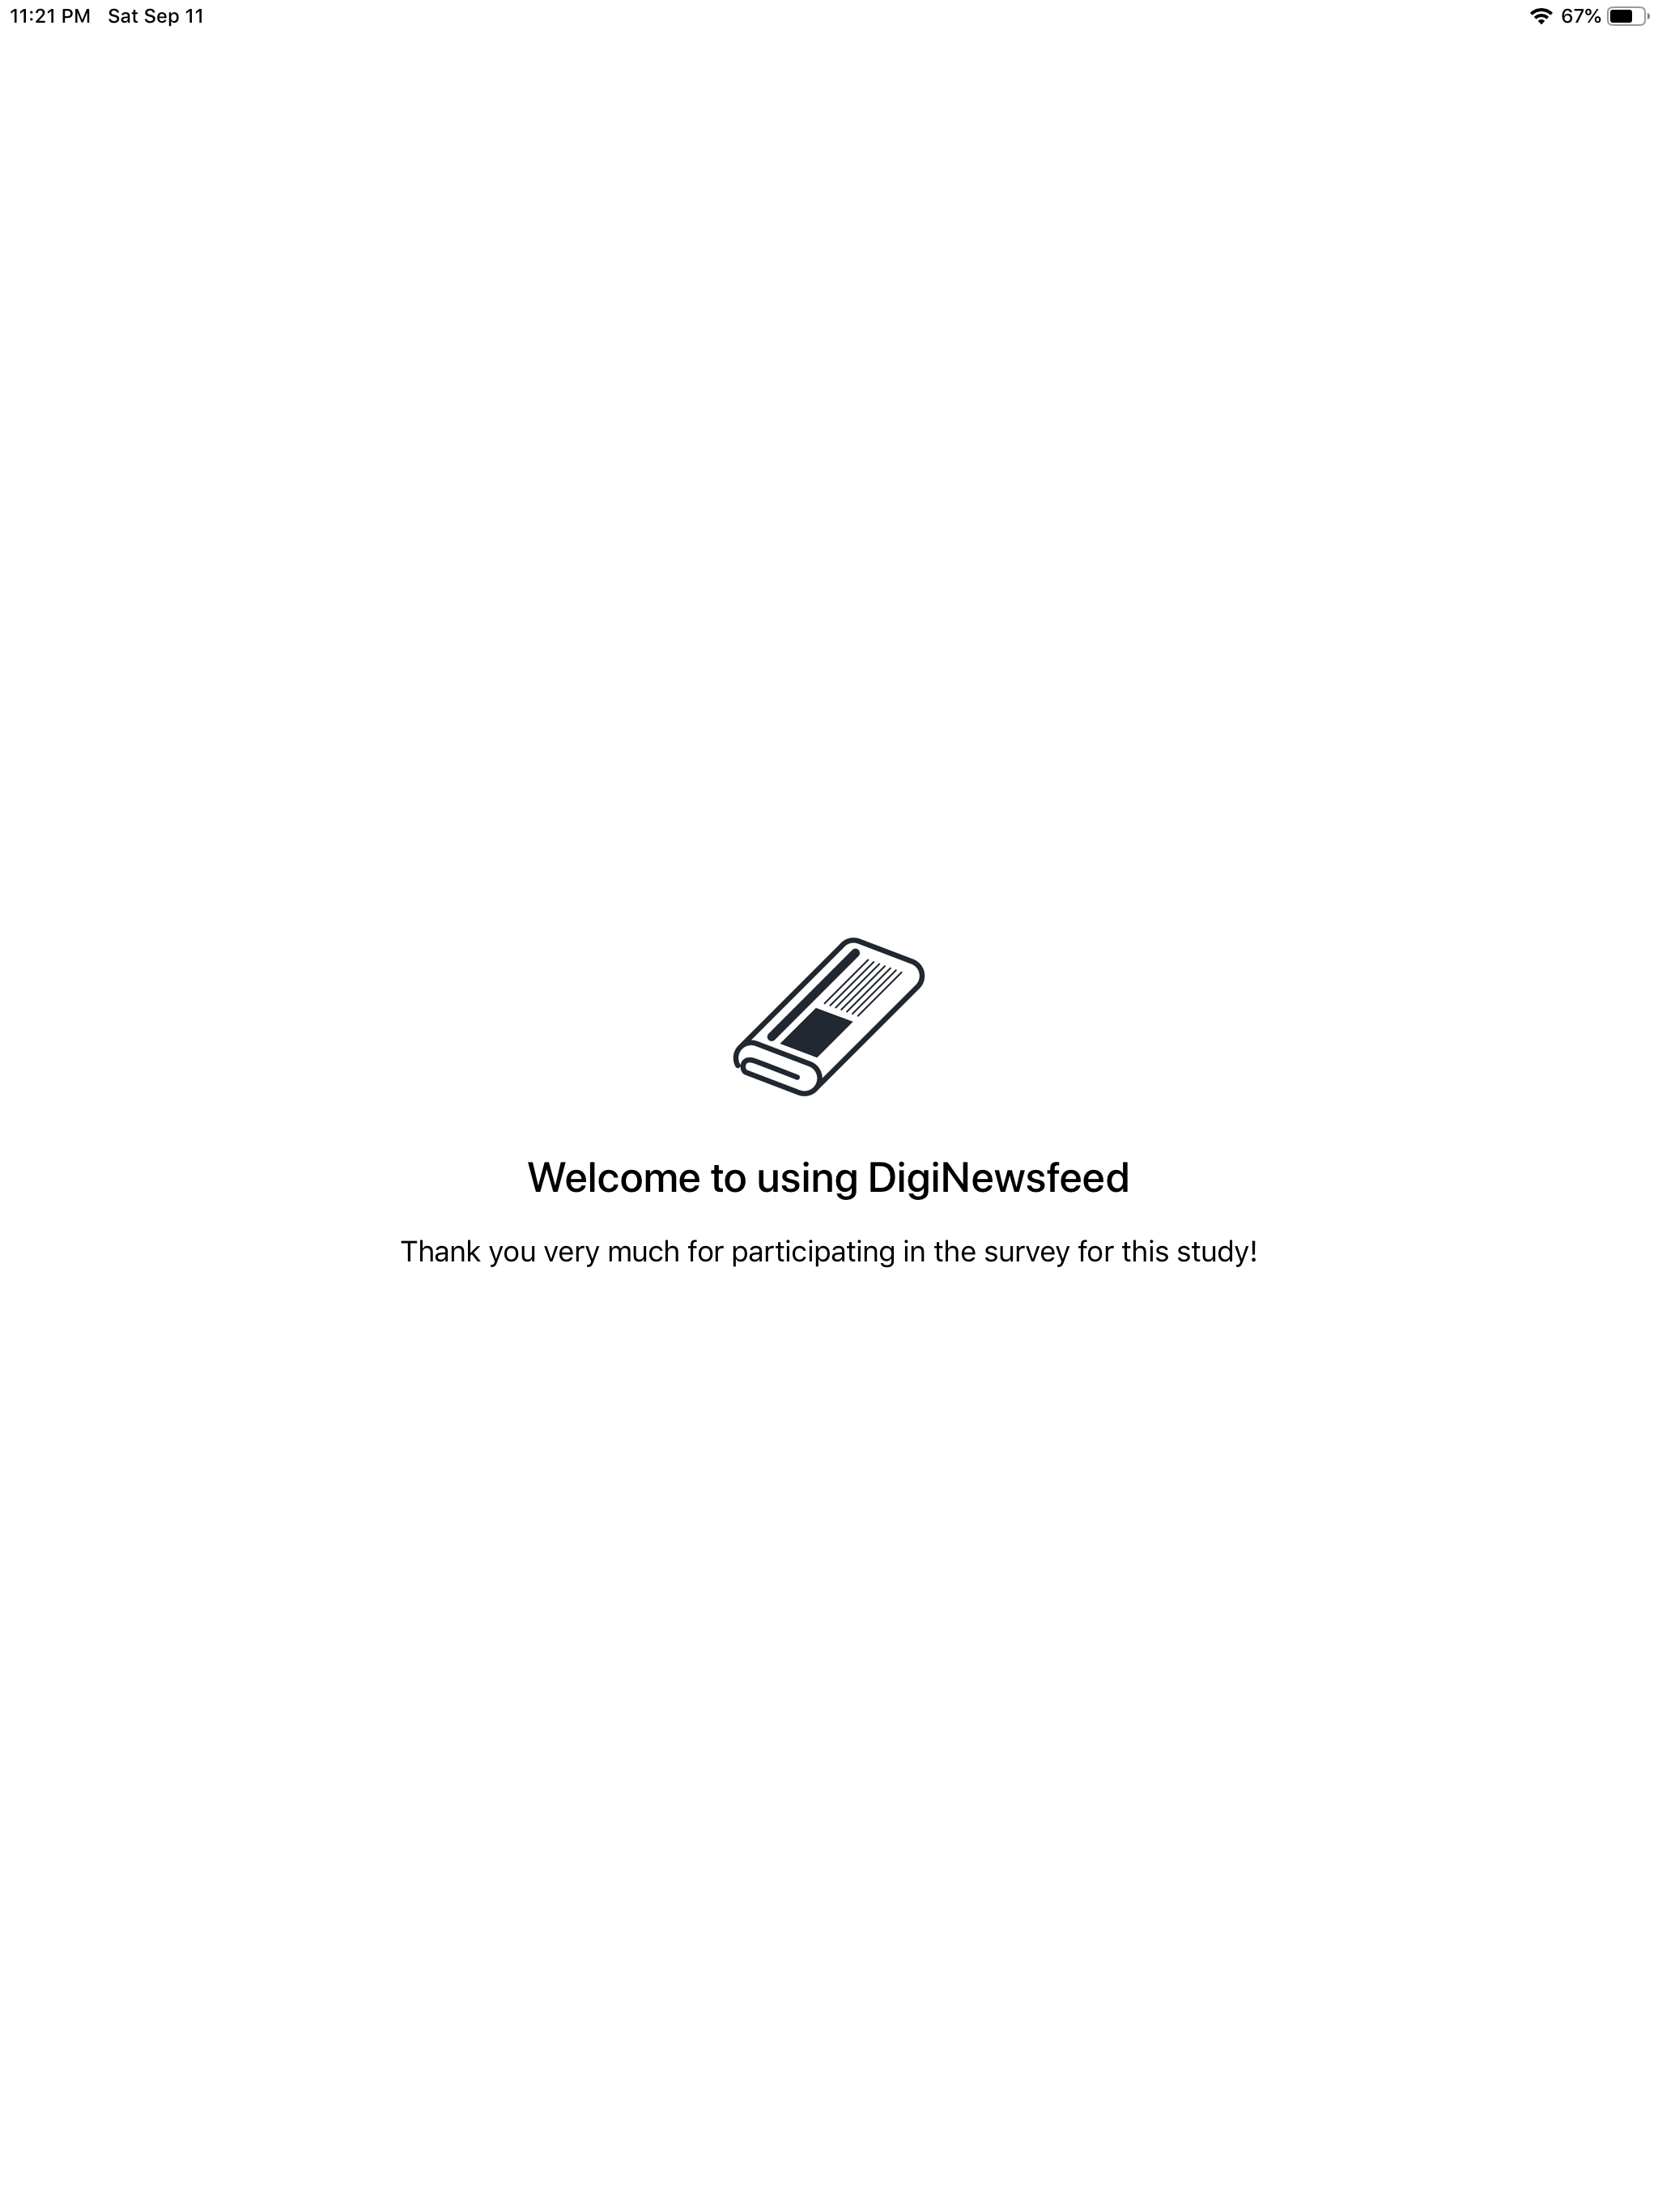 11:21 PM Sat Sep 11 67%
Welcome to using DigiNewsfeed
Thank you very much for participating in the survey for this study!